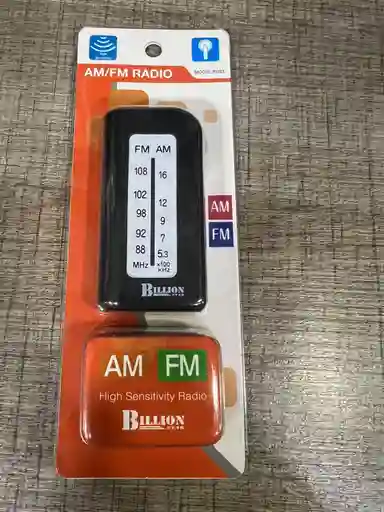 AM/FM RADIO
FM AM
108
16
102
12
98
9
92
7
88
5.3
MHz
x100
KHz
BILLION
AM
FM
AM FM
High Sensitivity Radio
BILLION